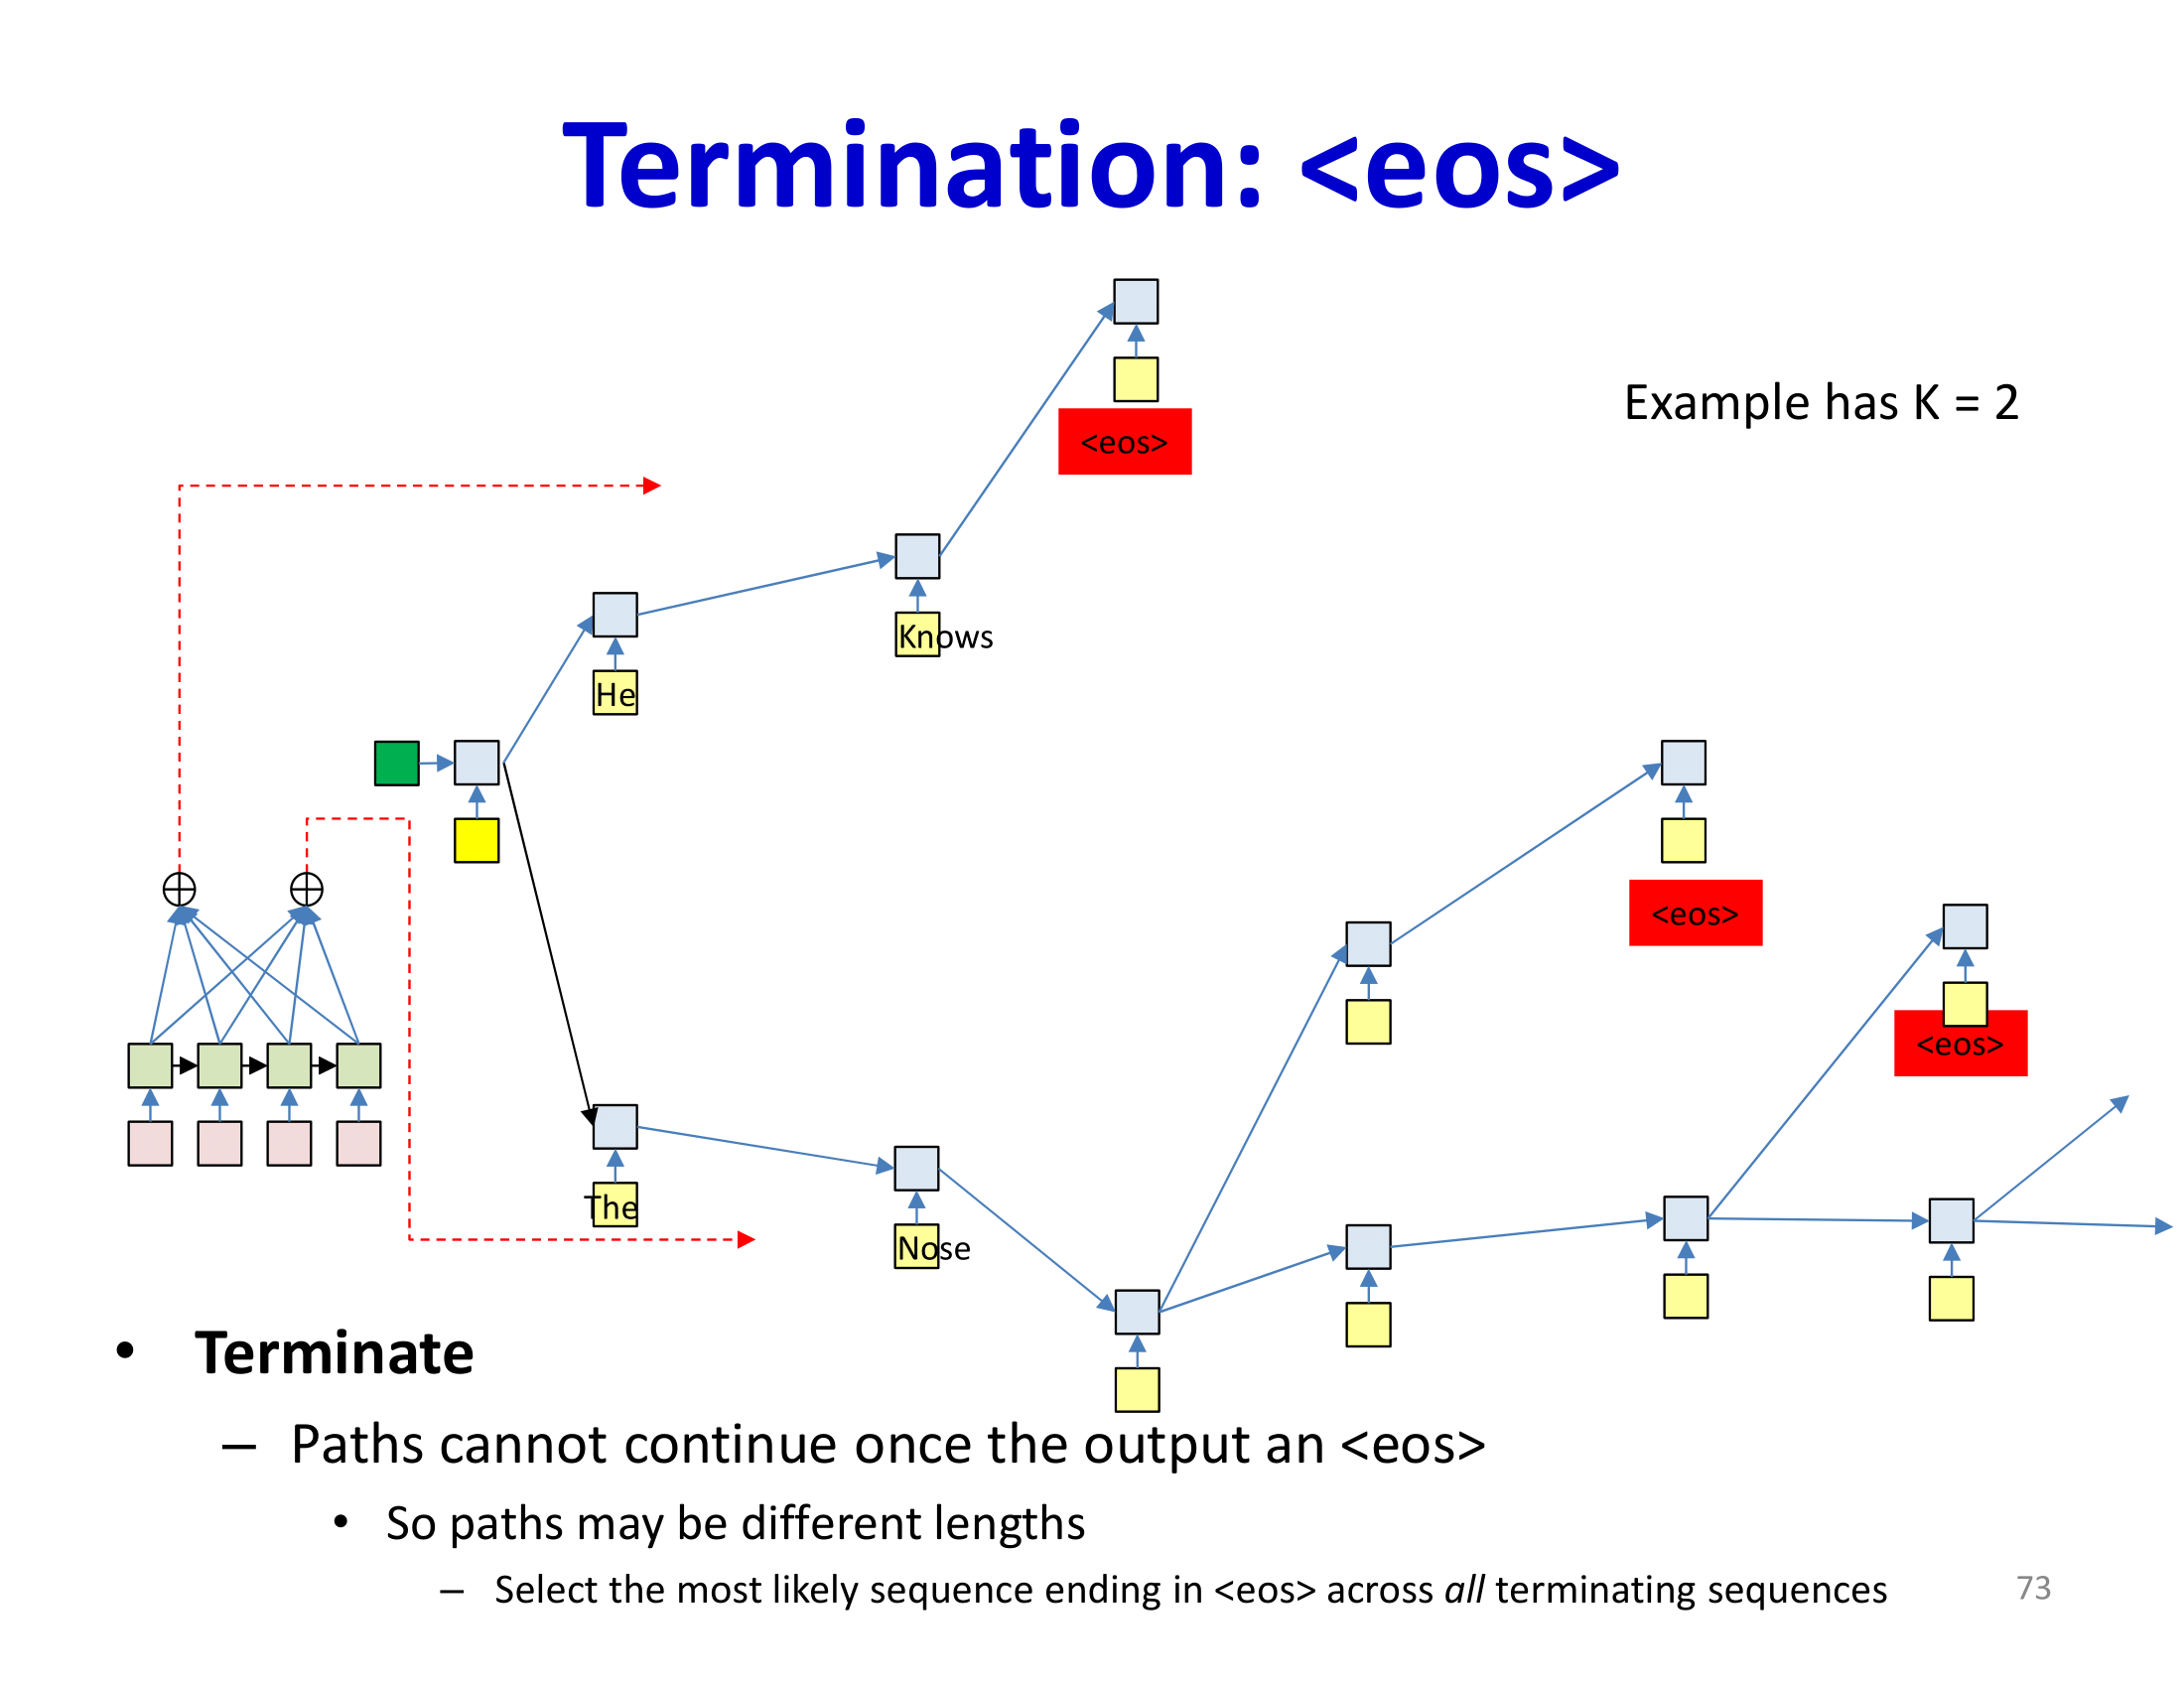 Termination: <eos>
Example has K = 2
<eos>
Knows
He
<eos>
<eos>
The
Nose
• Terminate
– Paths cannot continue once the output an <eos>
• So paths may be different lengths
– Select the most likely sequence ending in <eos> across all terminating sequences
73